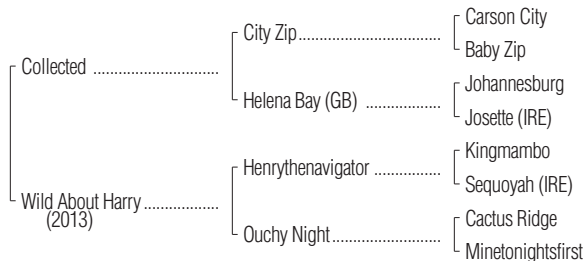 Carson City
City Zip
Baby Zip
Collected
Johannesburg
Helena Bay (GB)
Josette (IRE)
Kingmambo
Henrythenavigator
Sequoyah (IRE)
Wild About Harry
(2013)
Cactus Ridge
Ouchy Night
Minetonightsfirst